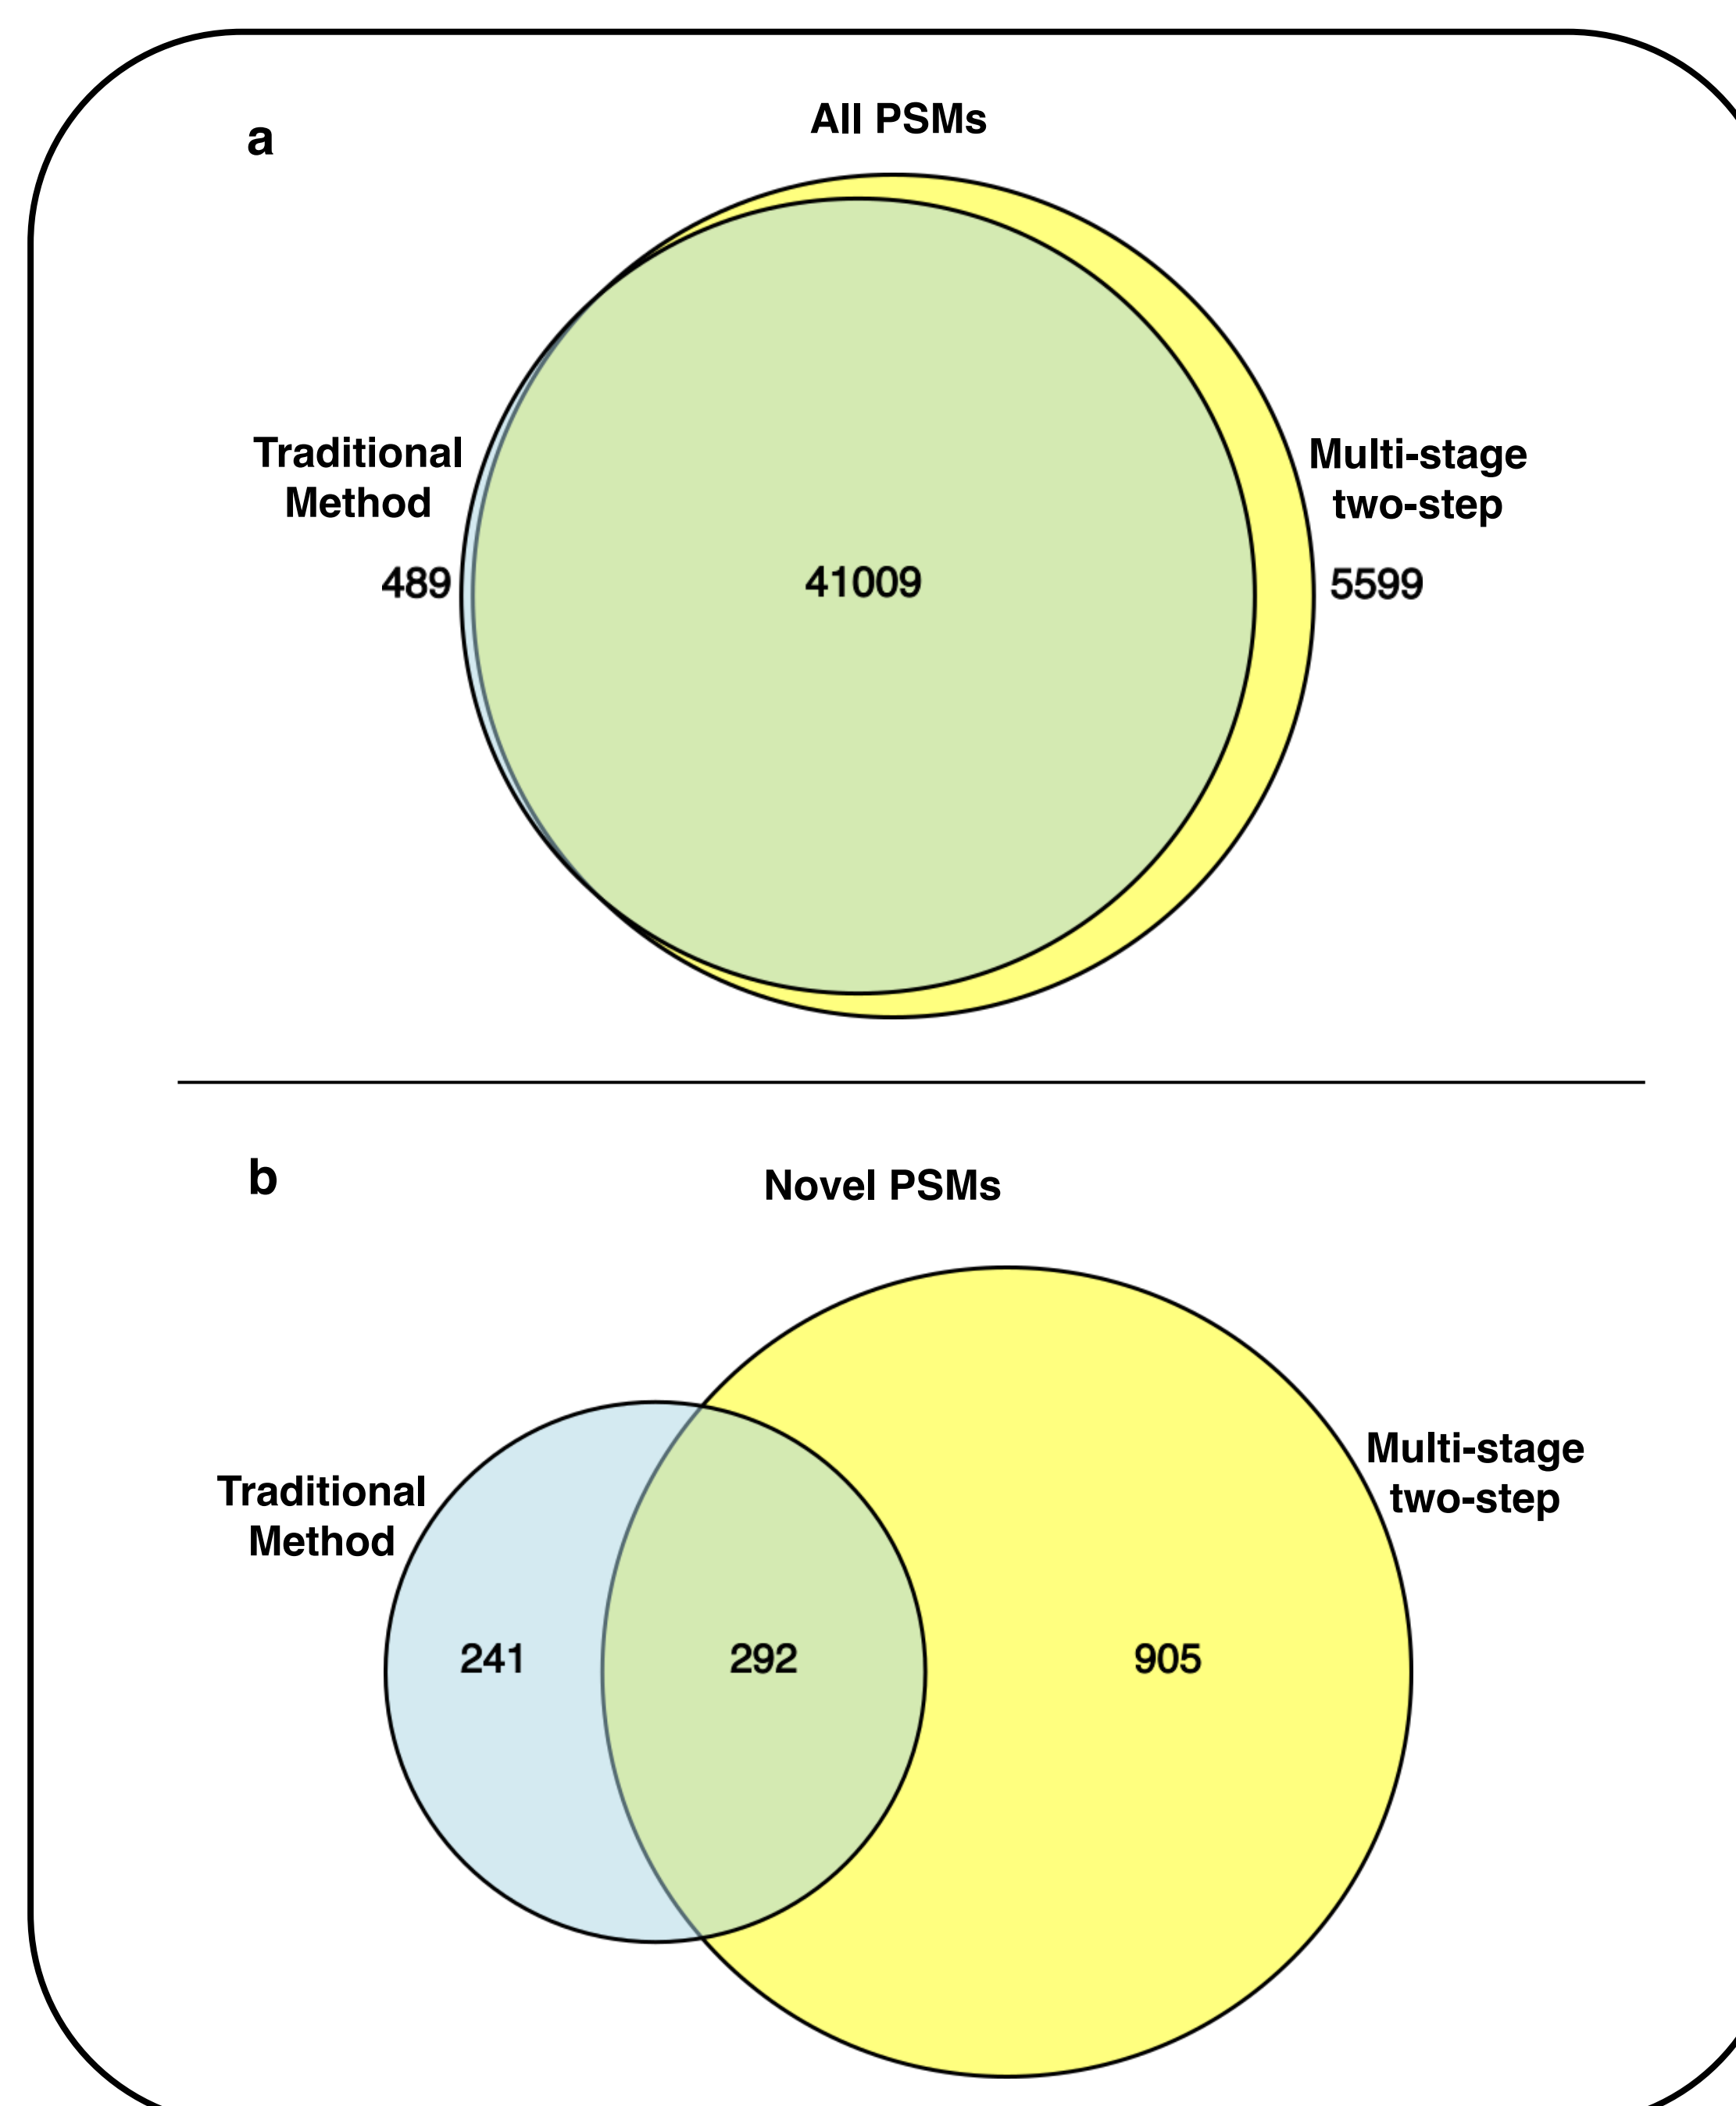 a
All PSMs
Traditional
Method
Multi-stage
two-step
489
41009
5599
b
Novel PSMs
Traditional
Method
Multi-stage
two-step
241
292
905